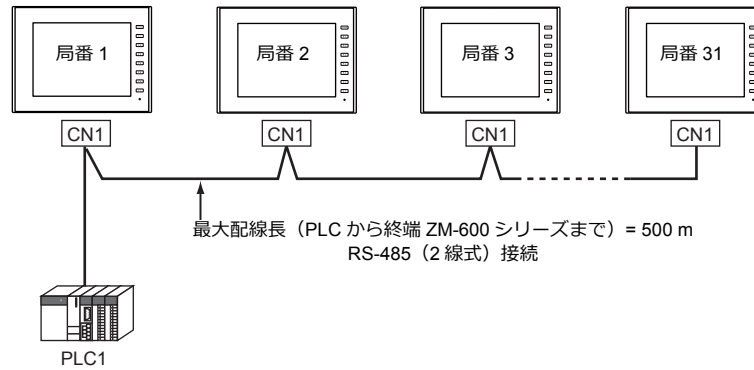 局番 1
局番 2
局番 3
局番 31
CN1
CN1
CN1
CN1
最大配線長（PLC から終端 ZM-600 シリーズまで）= 500 m
RS-485（2 線式）接続
PLC1